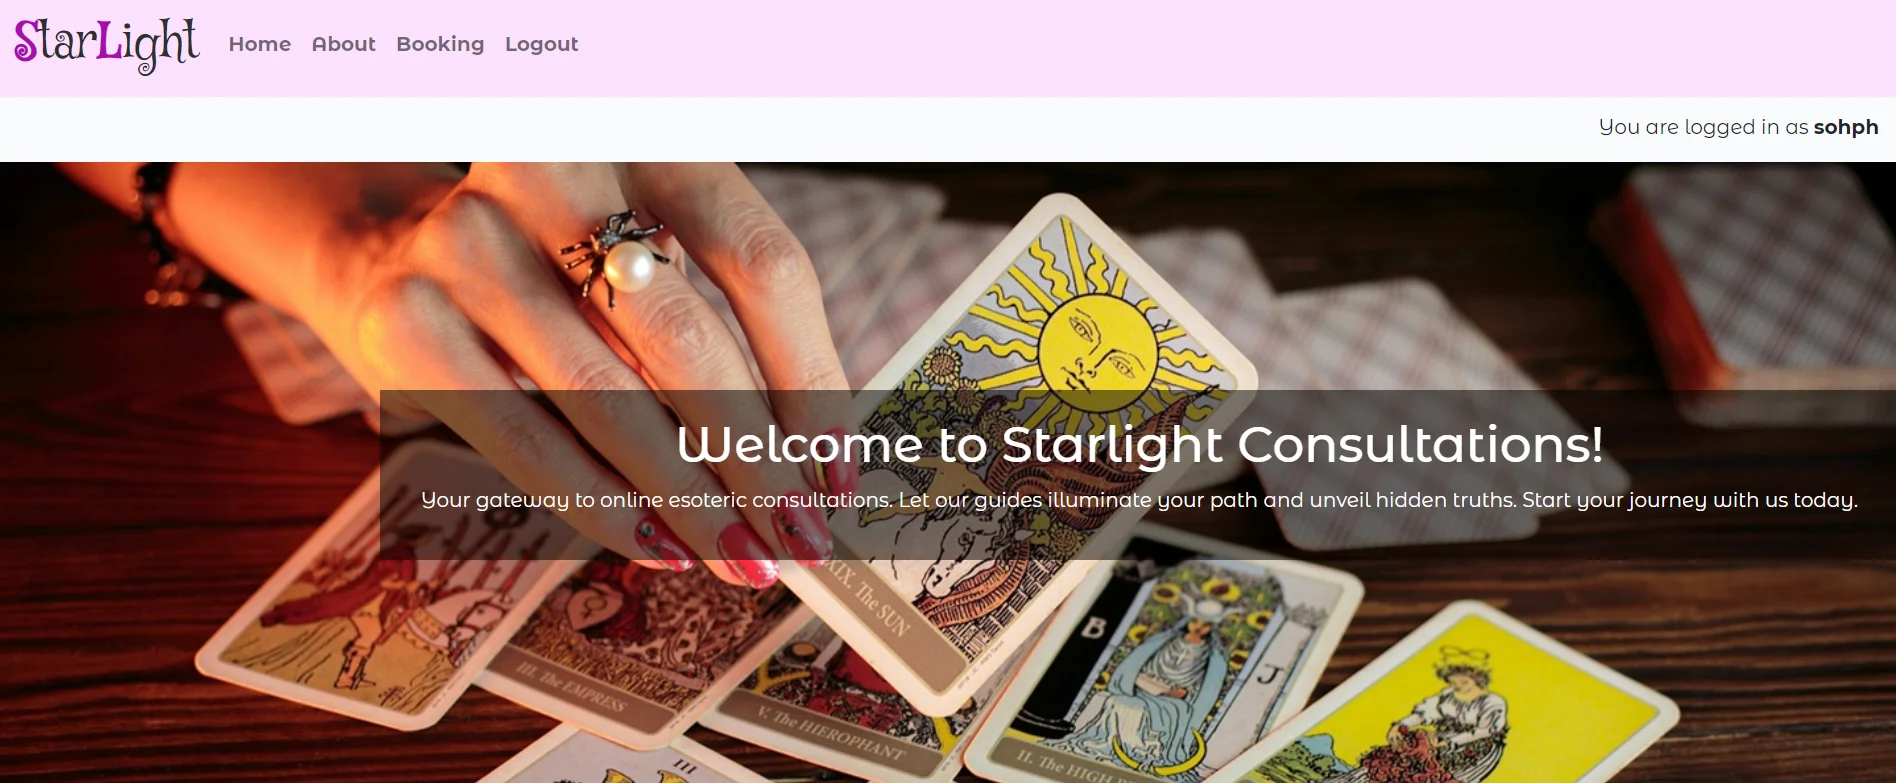 StarLight Home About Booking Logout
You are logged in as sohph
Welcome to Starlight Consultations!
Your gateway to online esoteric consultations. Let our guides illuminate your path and unveil hidden truths. Start your journey with us today.
XIX. The SUN
B
J
III. The EMPRESS
V. The HIEROPHANT
II. The HIGH
III